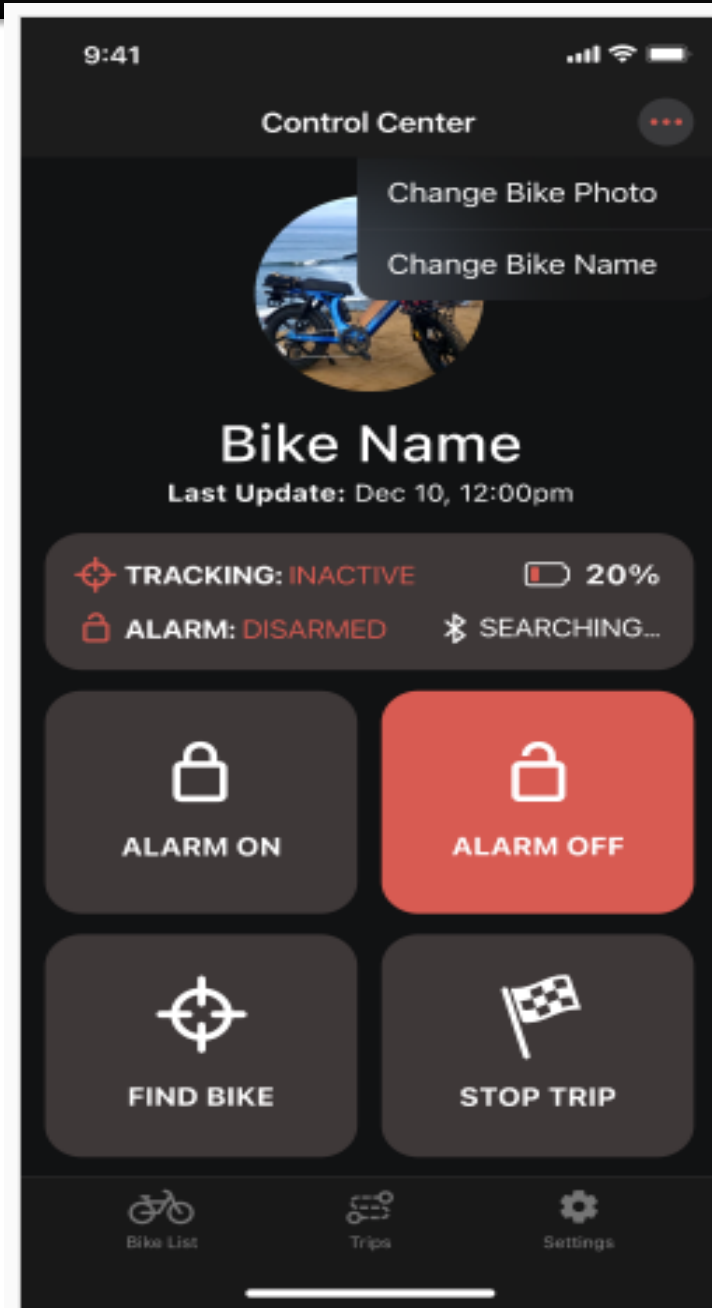 9:41
Control Center
Change Bike Photo
Change Bike Name
Bike Name
Last Update: Dec 10, 12:00pm
TRACKING: INACTIVE 20%
ALARM: DISARMED SEARCHING...
ALARM ON ALARM OFF
FIND BIKE STOP TRIP
Bike List Trips Settings